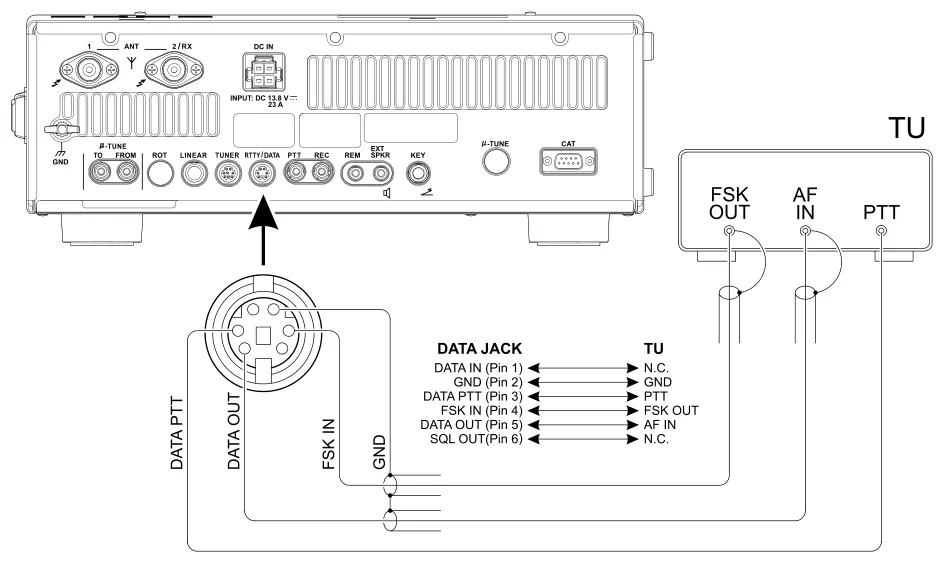 1 ANT 2/RX
DC IN
INPUT: DC 13.8 V
23 A
GND
µ-TUNE
TO FROM
ROT
LINEAR
TUNER
RTTY/DATA
PTT
REC
REM
EXT
SPKR
KEY
µ-TUNE
CAT
TU
FSK
OUT
AF
IN
PTT
DATA JACK TU
DATA IN (Pin 1) N.C.
GND (Pin 2) GND
DATA PTT (Pin 3) PTT
FSK IN (Pin 4) FSK OUT
DATA OUT (Pin 5) AF IN
SQL OUT(Pin 6) N.C.
DATA PTT
DATA OUT
FSK IN
GND